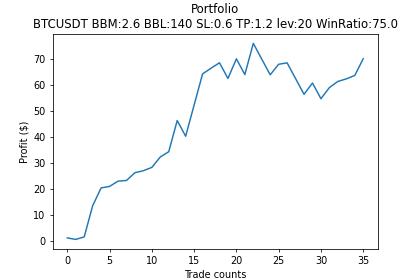 Portfolio
BTCUSDT BBM:2.6 BBL:140 SL:0.6 TP:1.2 lev:20 WinRatio:75.0
Profit ($)
70
60
50
40
30
20
10
0
0 5 10 15 20 25 30 35
Trade counts